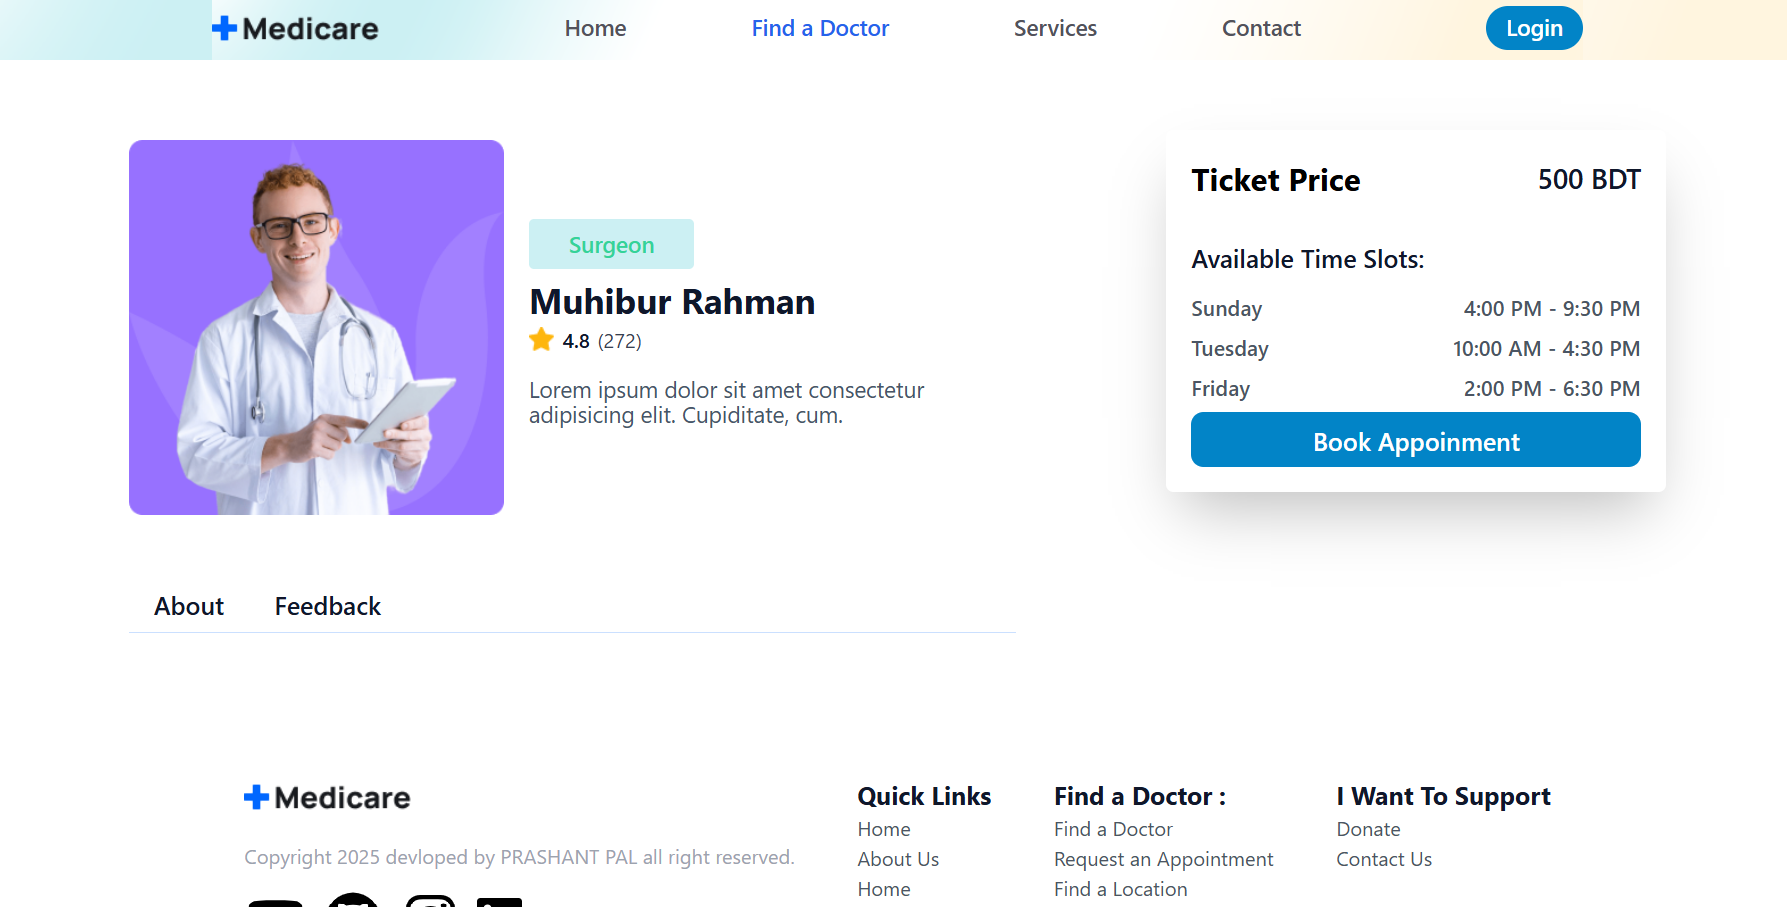 Medicare
Home
Find a Doctor
Services
Contact
Login
Surgeon
Muhibur Rahman
4.8 (272)
Lorem ipsum dolor sit amet consectetur
adipisicing elit. Cupiditate, cum.
Ticket Price 500 BDT
Available Time Slots:
Sunday 4:00 PM - 9:30 PM
Tuesday 10:00 AM - 4:30 PM
Friday 2:00 PM - 6:30 PM
Book Appoinment
About
Feedback
Medicare
Copyright 2025 devloped by PRASHANT PAL all right reserved.
Quick Links
Home
About Us
Home
Find a Doctor :
Find a Doctor
Request an Appointment
Find a Location
I Want To Support
Donate
Contact Us